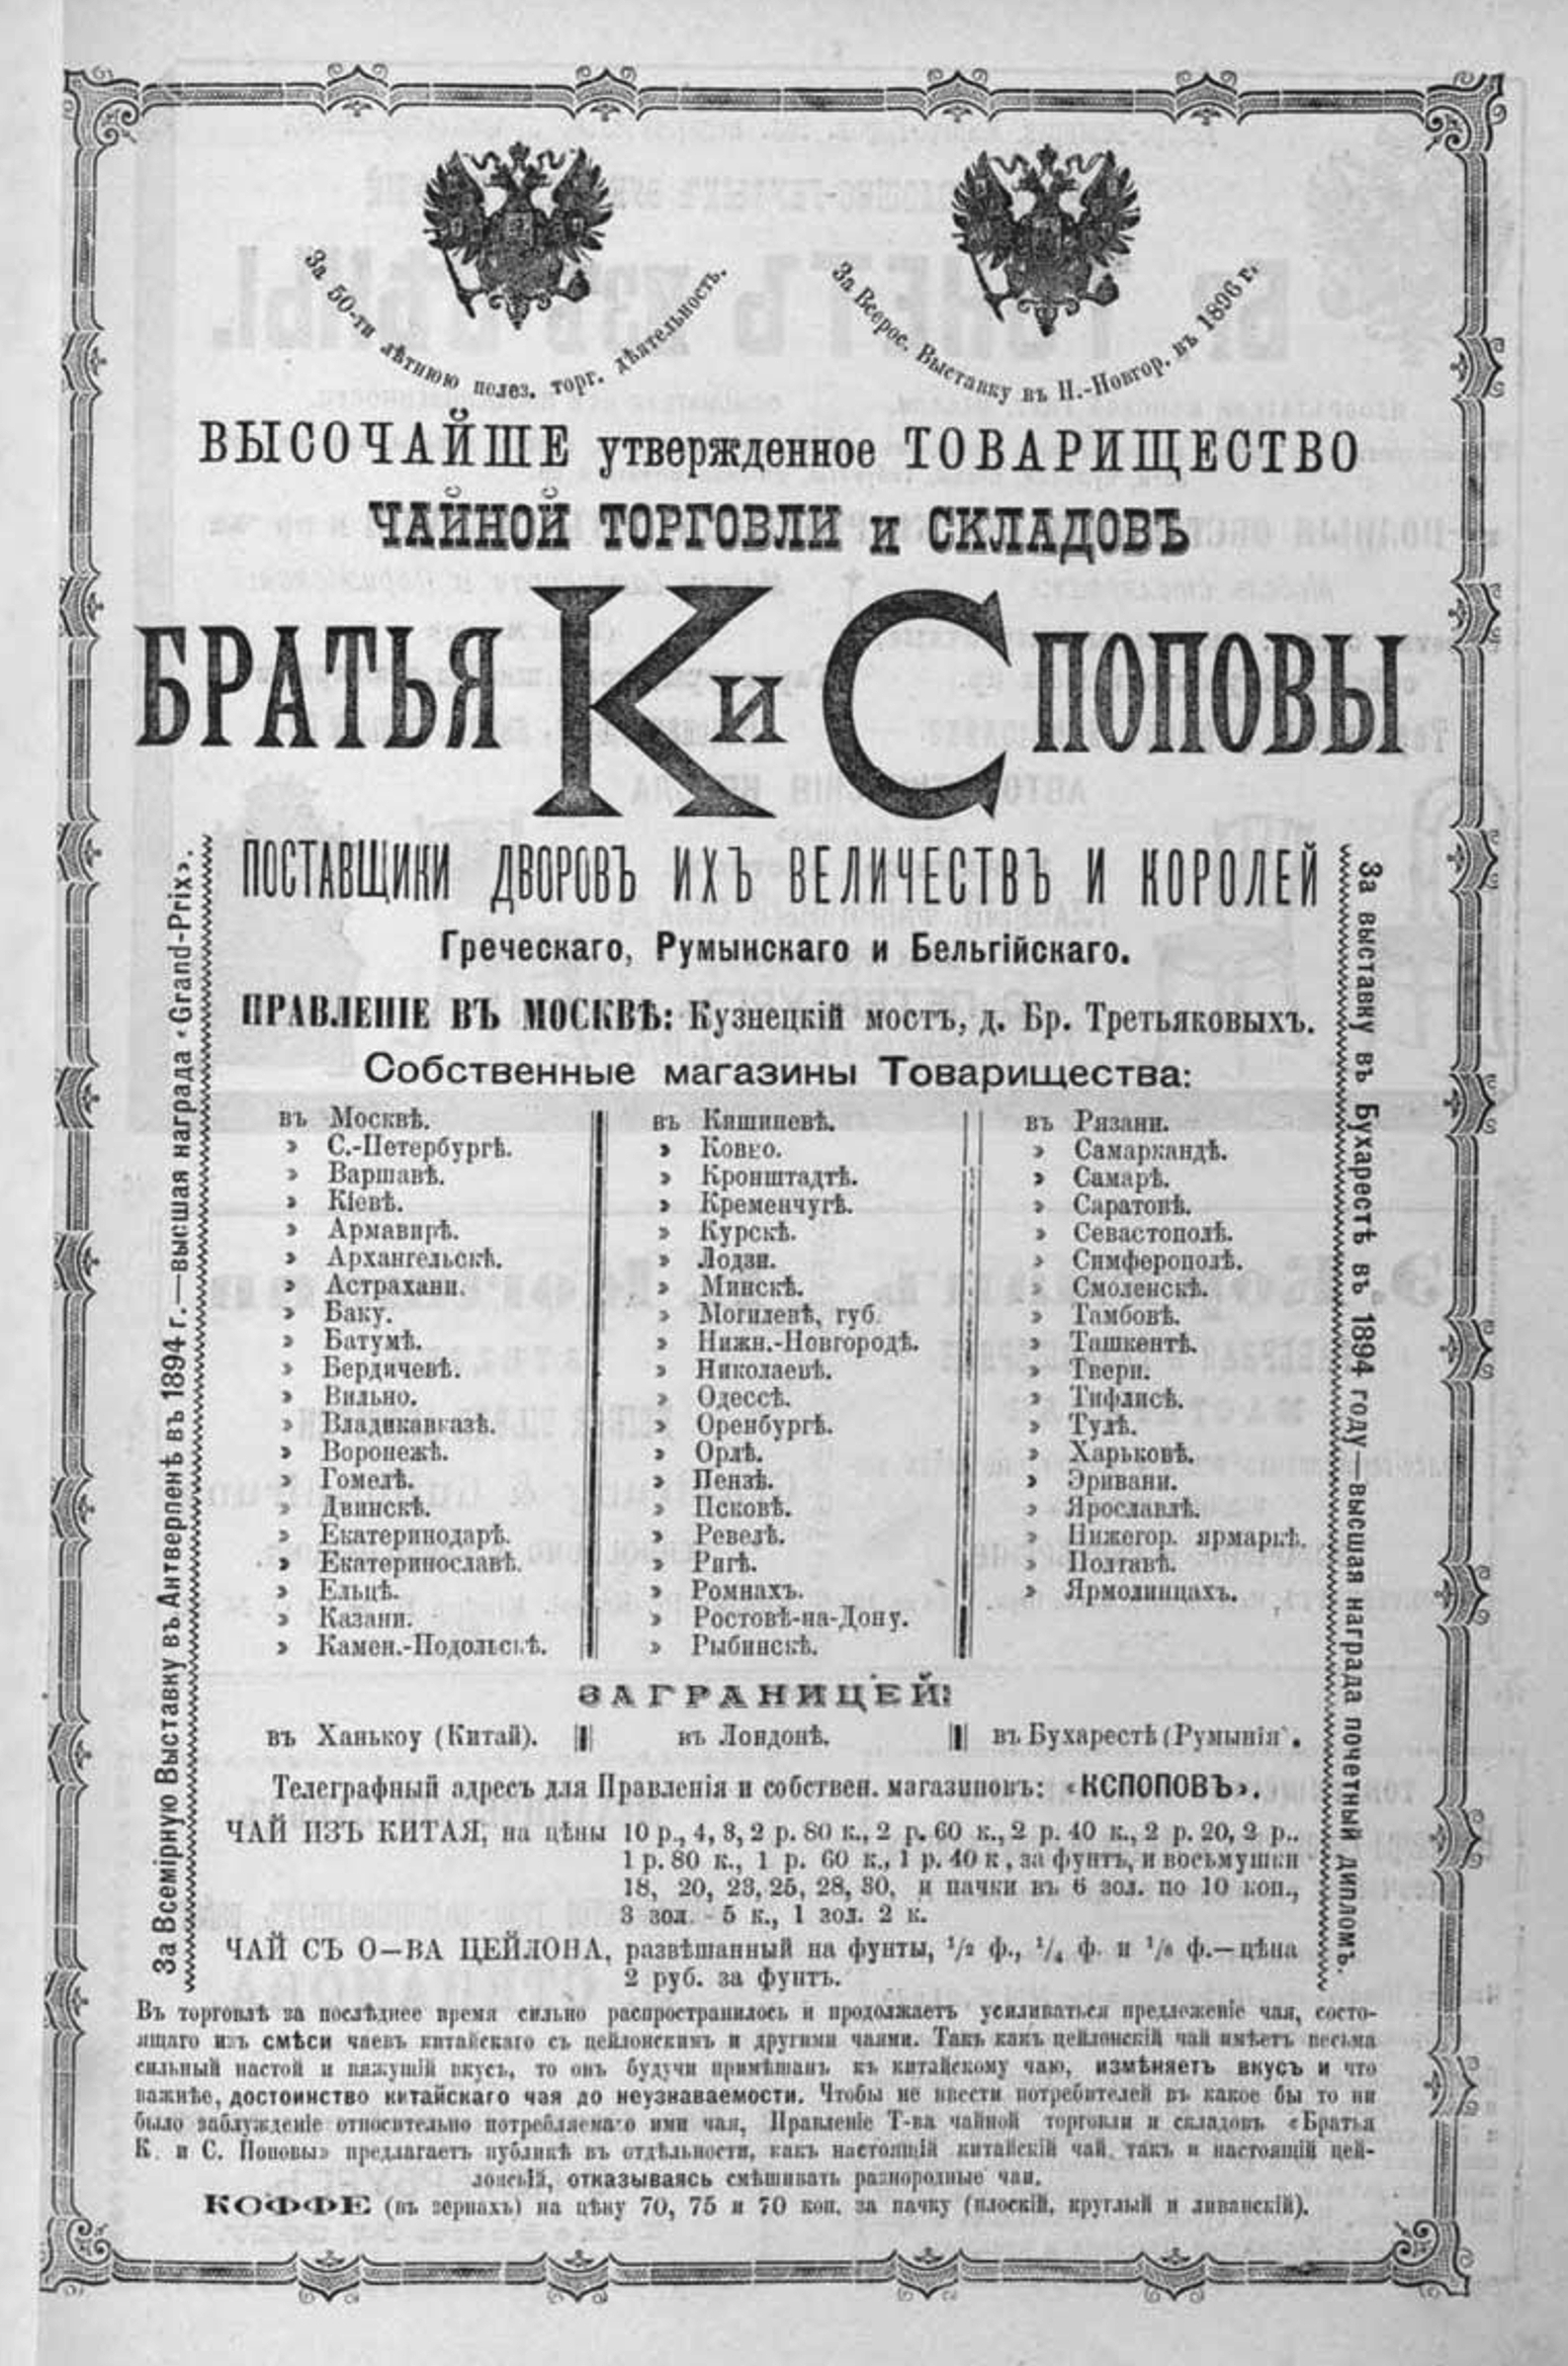 За 50-ти лѣтнюю полез. торг. дѣятельность.
За Всерос. Выставку въ Н.-Новгор. въ 1896 г.
ВЫСОЧАЙШЕ утвержденное ТОВАРИЩЕСТВО
ЧАЙНОЙ ТОРГОВЛИ и СКЛАДОВЪ
БРАТЬЯ К и С ПОПОВЫ
ПОСТАВЩИКИ ДВОРОВЪ ИХЪ ВЕЛИЧЕСТВЪ И КОРОЛЕЙ
Греческаго, Румынскаго и Бельгійскаго.
ПРАВЛЕНІЕ ВЪ МОСКВѢ: Кузнецкій мостъ, д. Бр. Третьяковыхъ.
Собственные магазины Товарищества:
въ Москвѣ.
» С.-Петербургѣ.
» Варшавѣ.
» Кіевѣ.
» Армавирѣ.
» Архангельскѣ.
» Астрахани.
» Баку.
» Батумѣ.
» Бердичевѣ.
» Вильно.
» Владикавказѣ.
» Воронежѣ.
» Гомелѣ.
» Двинскѣ.
» Екатеринодарѣ.
» Екатеринославѣ.
» Ельцѣ.
» Казани.
» Камен.-Подольскѣ.
въ Кишиневѣ.
» Ковно.
» Кронштадтѣ.
» Кременчугѣ.
» Курскѣ.
» Лодзи.
» Минскѣ.
» Могилевѣ, губ.
» Нижн.-Новгородѣ.
» Николаевѣ.
» Одессѣ.
» Оренбургѣ.
» Орлѣ.
» Пензѣ.
» Псковѣ.
» Ревелѣ.
» Ригѣ.
» Ромнахъ.
» Ростовѣ-на-Дону.
» Рыбинскѣ.
въ Рязани.
» Самаркандѣ.
» Самарѣ.
» Саратовѣ.
» Севастополѣ.
» Симферополѣ.
» Смоленскѣ.
» Тамбовѣ.
» Ташкентѣ.
» Твери.
» Тифлисѣ.
» Тулѣ.
» Харьковѣ.
» Эривани.
» Ярославлѣ.
» Нижегор. ярмаркѣ.
» Полтавѣ.
» Ярмолинцахъ.
ЗАГРАНИЦЕЙ:
въ Ханькоу (Китай). въ Лондонѣ. въ Бухарестѣ (Румынія).
Телеграфный адресъ для Правленія и собствен. магазиновъ: «КСПОПОВЪ».
ЧАЙ ИЗЪ КИТАЯ, на цѣны 10 р., 4, 3, 2 р. 80 к., 2 р. 60 к., 2 р. 40 к., 2 р. 20, 2 р..
1 р. 80 к., 1 р. 60 к., 1 р. 40 к, за фунтъ, и восьмушки
18, 20, 23, 25, 28, 30, и пачки въ 6 зол. по 10 коп.,
3 зол. - 5 к., 1 зол. 2 к.
ЧАЙ СЪ О—ВА ЦЕЙЛОНА, развѣшанный на фунты, 1/2 ф., 1/4 ф. и 1/8 ф.—цѣна
2 руб. за фунтъ.
Въ торговлѣ за послѣднее время сильно распространилось и продолжаетъ усиливаться предложеніе чая, состо-
ящаго изъ смѣси чаевъ китайскаго съ цейлонскимъ и другими чаями. Такъ какъ цейлонскій чай имѣетъ весьма
сильный настой и вяжущій вкусъ, то онъ будучи примѣшанъ къ китайскому чаю, измѣняетъ вкусъ и что
важнѣе, достоинство китайскаго чая до неузнаваемости. Чтобы не ввести потребителей въ какое бы то ни
было заблужденіе относительно потребляемаго ими чая, Правленіе Т-ва чайной торговли и складовъ «Братья
К. и С. Поповы» предлагаетъ публикѣ въ отдѣльности, какъ настоящій китайскій чай, такъ и настоящій цей-
лонскій, отказываясь смѣшивать разнородные чаи.
КОФФЕ (въ зернахъ) на цѣну 70, 75 и 70 коп. за пачку (плоскій, круглый и ливанскій).
За Всемірную Выставку въ Антверпенѣ въ 1894 г.—высшая награда «Grand-Prix».
За выставку въ Бухарестѣ въ 1894 году—высшая награда почетный дипломъ.